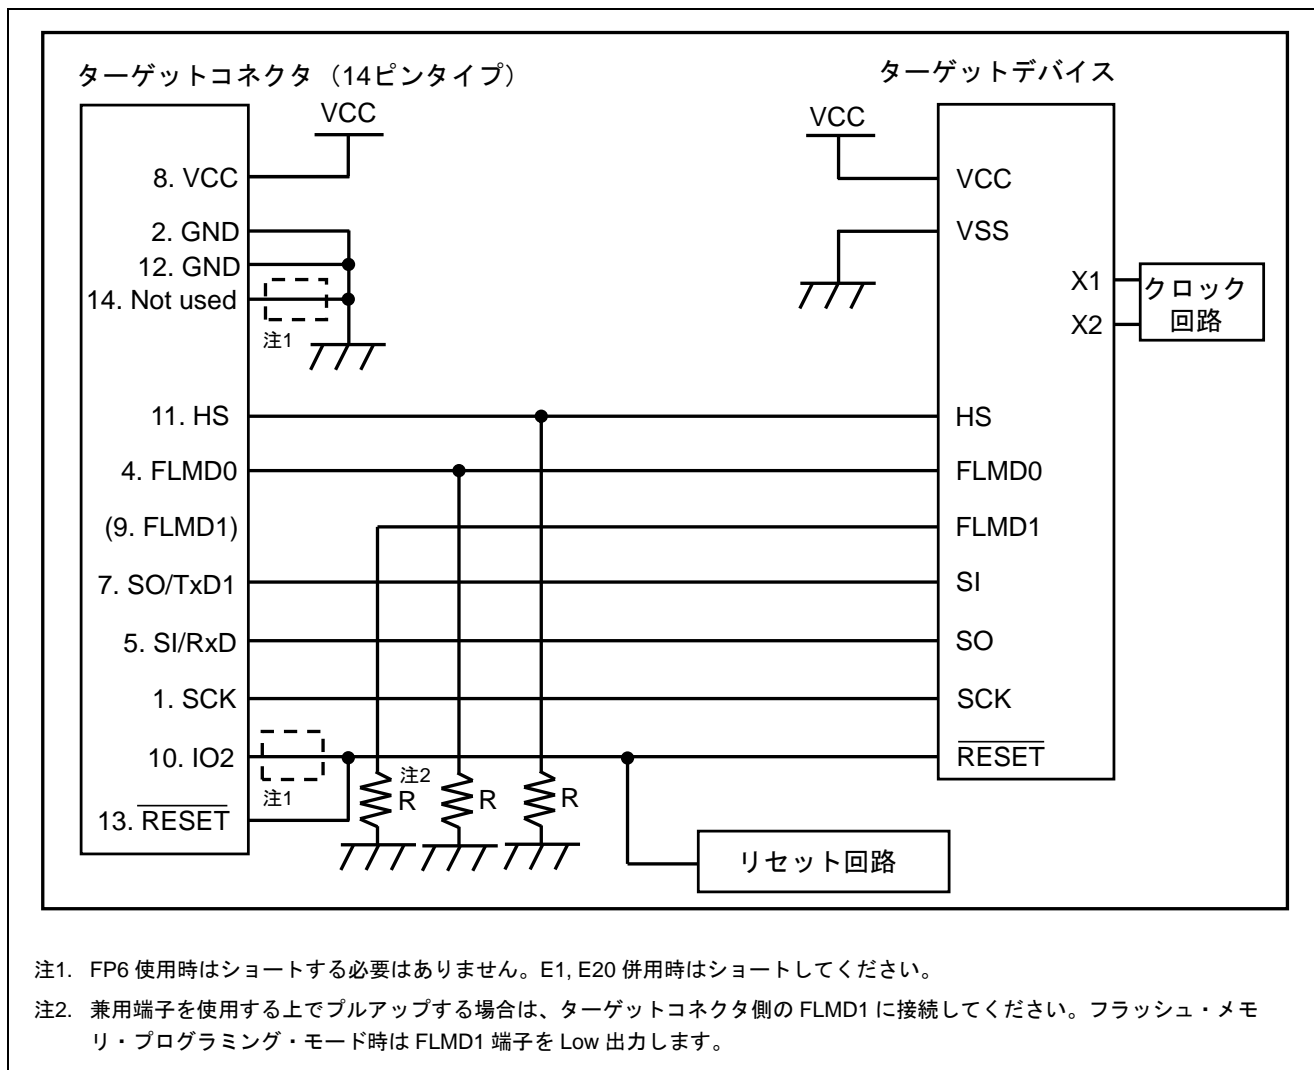 ターゲットコネクタ（14ピンタイプ）
ターゲットデバイス
VCC
VCC
8. VCC
VCC
2. GND
VSS
12. GND
14. Not used
注1
X1
X2
クロック
回路
11. HS
HS
4. FLMD0
FLMD0
(9. FLMD1)
FLMD1
7. SO/TxD1
SI
5. SI/RxD
SO
1. SCK
SCK
10. IO2
RESET
注1
注2
R
R
R
13. RESET
リセット回路
注1. FP6 使用時はショートする必要はありません。E1, E20 併用時はショートしてください。
注2. 兼用端子を使用する上でプルアップする場合は、ターゲットコネクタ側の FLMD1 に接続してください。フラッシュ・メモ
リ・プログラミング・モード時は FLMD1 端子を Low 出力します。